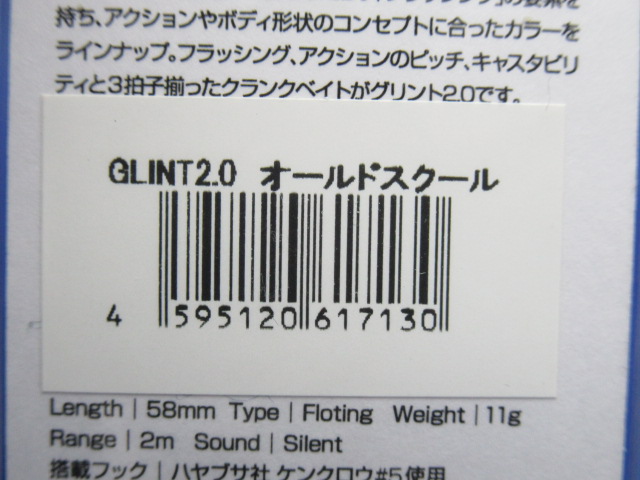 持ち、アクションやボディ形状のコンセプトに合ったカラーを
ラインナップ。フラッシング、アクションのピッチ、キャスタビリ
ティと3拍子揃ったクランクベイトがグリント2.0です。
GLINT2.0 オールドスクール
4 595120 617130
Length | 58mm Type | Floting Weight | 11g
Range | 2m Sound | Silent
搭載フック | ハヤブサ社 ケンクロウ#5使用